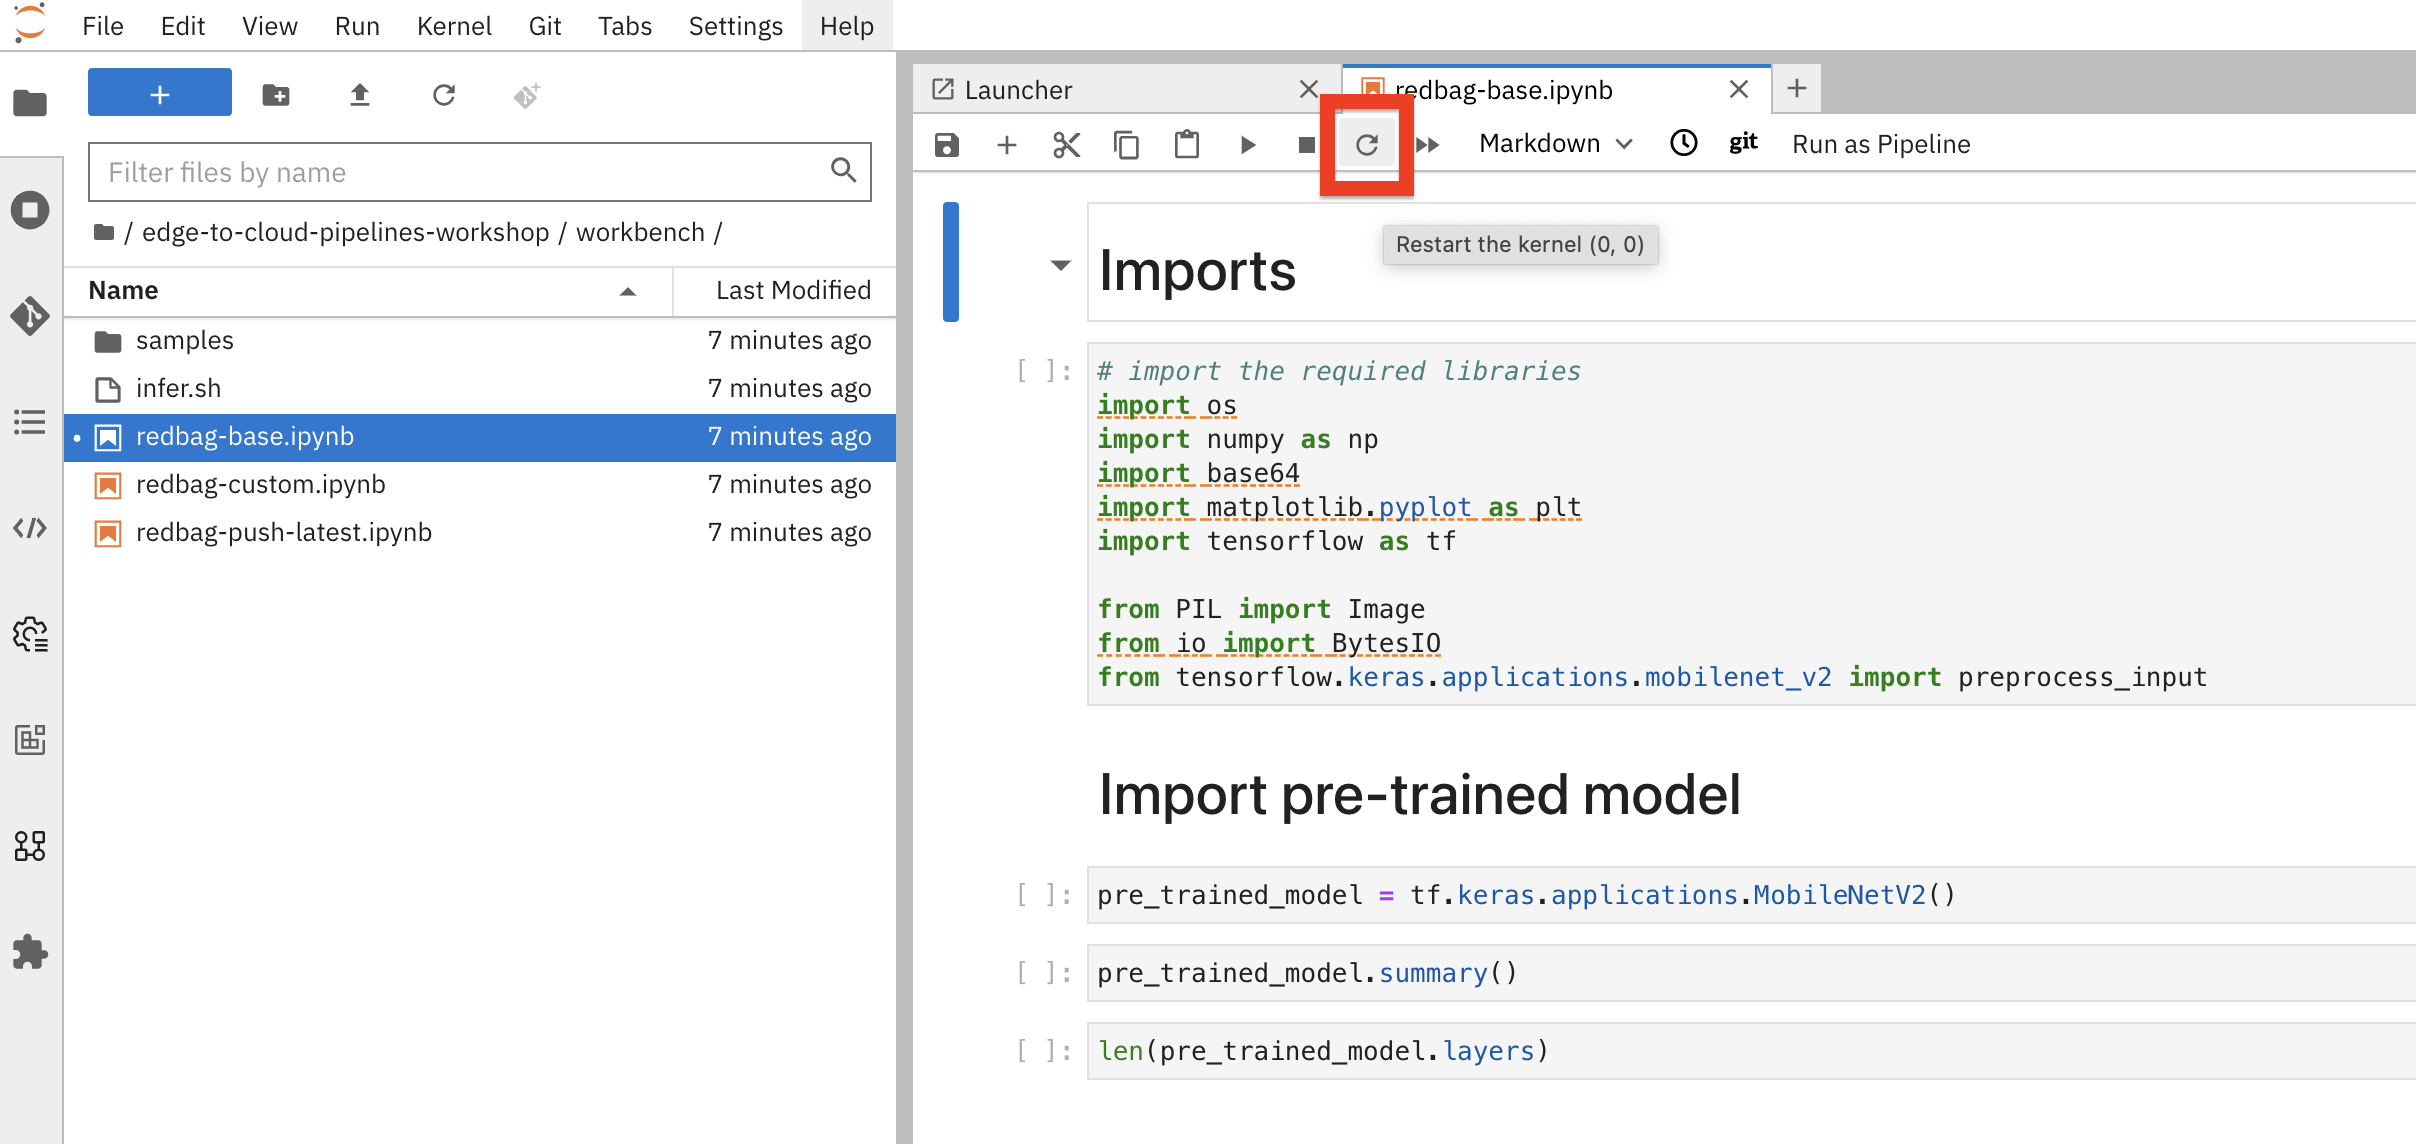 File Edit View Run Kernel Git Tabs Settings Help
+
Filter files by name
/ edge-to-cloud-pipelines-workshop / workbench /
Name Last Modified
samples 7 minutes ago
infer.sh 7 minutes ago
redbag-base.ipynb 7 minutes ago
redbag-custom.ipynb 7 minutes ago
redbag-push-latest.ipynb 7 minutes ago
Launcher redbag-base.ipynb
Markdown git Run as Pipeline
Restart the kernel (0, 0)
Imports
[ ]: # import the required libraries
import os
import numpy as np
import base64
import matplotlib.pyplot as plt
import tensorflow as tf
from PIL import Image
from io import BytesIO
from tensorflow.keras.applications.mobilenet_v2 import preprocess_input
Import pre-trained model
[ ]: pre_trained_model = tf.keras.applications.MobileNetV2()
[ ]: pre_trained_model.summary()
[ ]: len(pre_trained_model.layers)